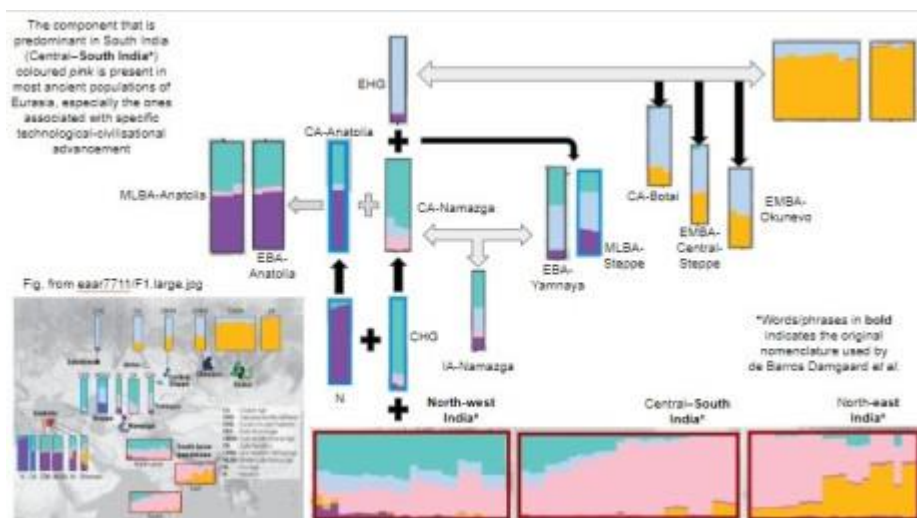 The component that is
predominant in South India
(Central–South India*)
coloured pink is present in
most ancient populations of
Eurasia, especially the ones
associated with specific
technological-civilisational
advancement
EHG
CA-Anatolia
MLBA-Anatolia
CA-Namazga
EBA-
Anatolia
CA-Botai
EMBA-
Central-
Steppe
EMBA-
Okunevo
EBA-
Yamnaya
MLBA-
Steppe
Fig. from eaar7711/F1.large.jpg
N
CHG
IA-Namazga
*Words/phrases in bold
indicates the original
nomenclature used by
de Barros Damgaard et al.
North-west
India*
Central–South
India*
North-east
India*